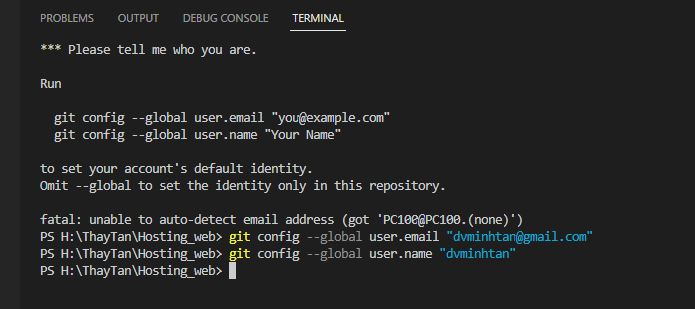 PROBLEMS OUTPUT DEBUG CONSOLE TERMINAL
*** Please tell me who you are.
Run
git config --global user.email "you@example.com"
git config --global user.name "Your Name"
to set your account's default identity.
Omit --global to set the identity only in this repository.
fatal: unable to auto-detect email address (got 'PC100@PC100.(none)')
PS H:\ThayTan\Hosting_web> git config --global user.email "dvminhtan@gmail.com"
PS H:\ThayTan\Hosting_web> git config --global user.name "dvminhtan"
PS H:\ThayTan\Hosting_web>